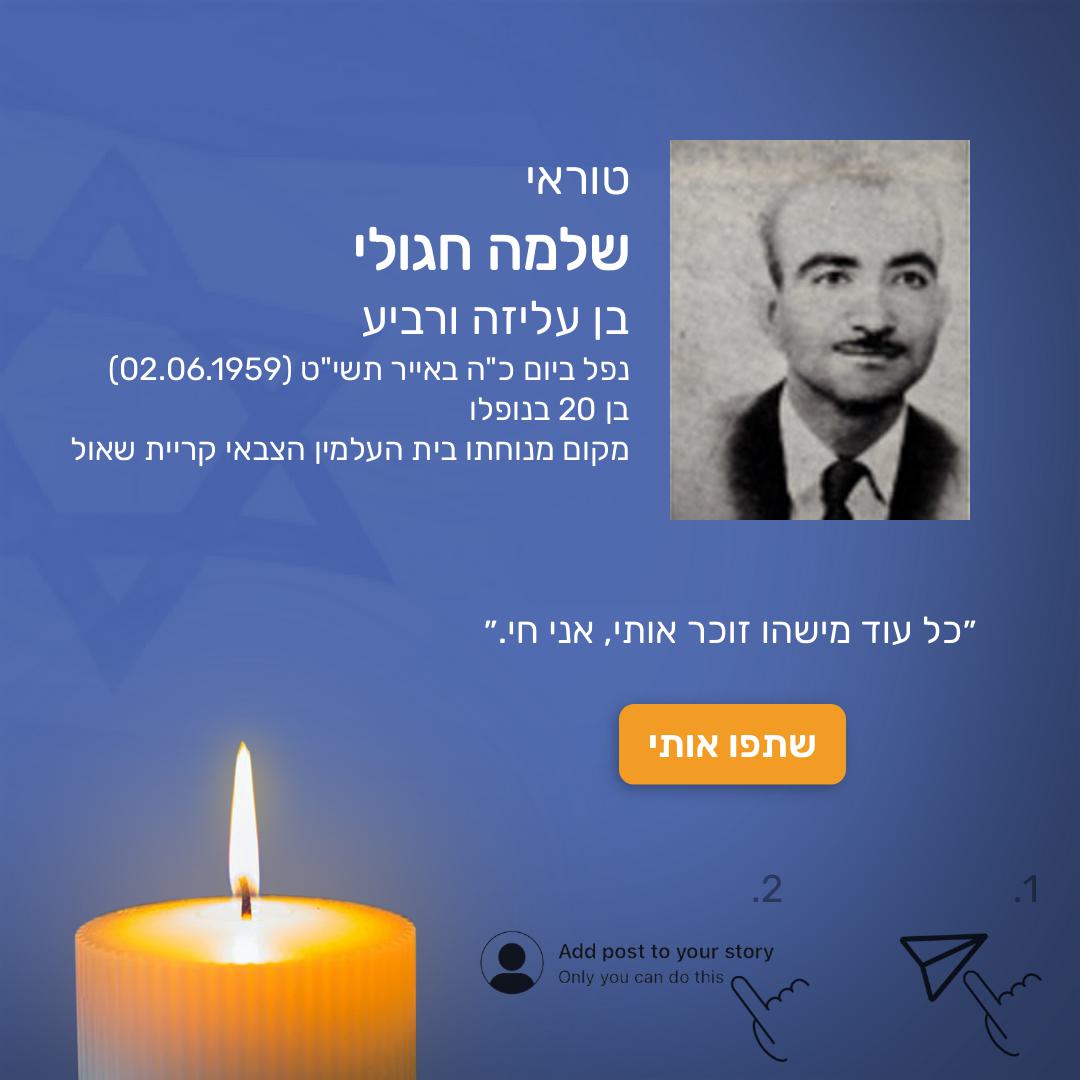 טוראי
שלמה חגולי
בן עליזה ורביע
נפל ביום כ"ה באייר תשי"ט (02.06.1959)
בן 20 בנופלו
מקום מנוחתו בית העלמין הצבאי קריית שאול
״כל עוד מישהו זוכר אותי, אני חי.״
שתפו אותי
1.
2.
Add post to your story
Only you can do this